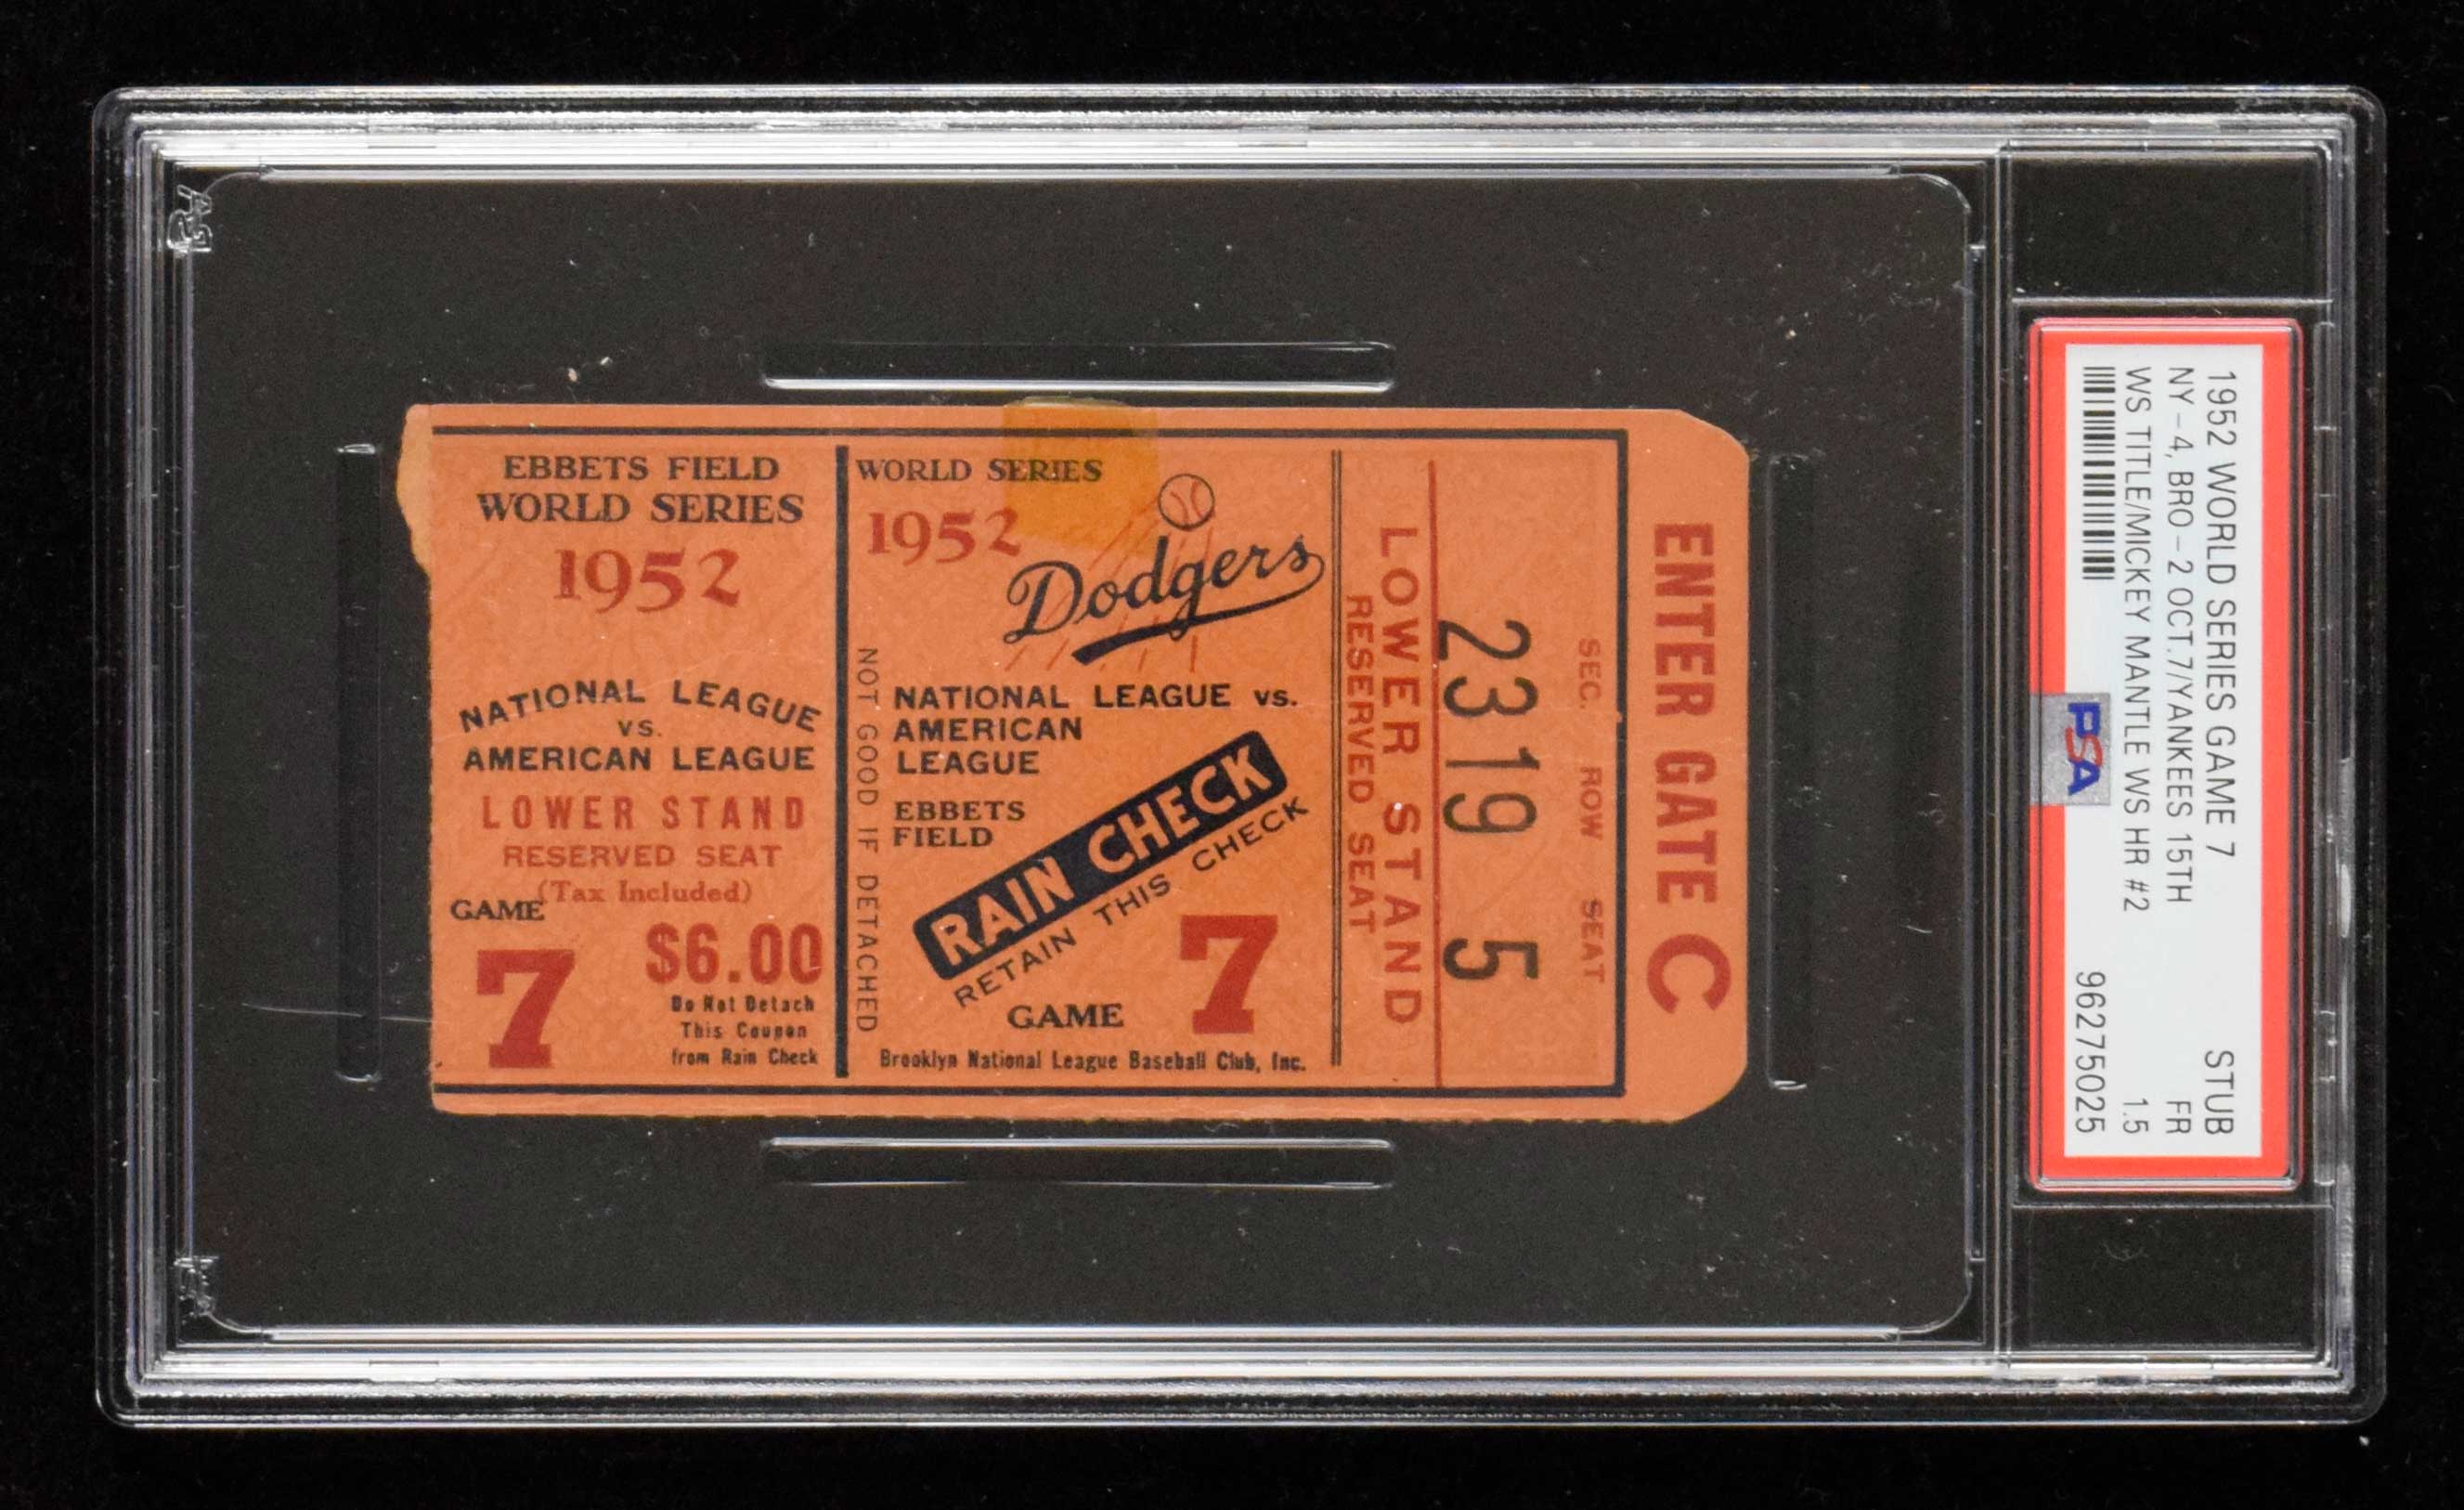 EBBETS FIELD
WORLD SERIES
1952
NATIONAL LEAGUE
VS.
AMERICAN LEAGUE
LOWER STAND
RESERVED SEAT
(Tax Included)
GAME
7
$6.00
Do Not Detach
This Coupon
from Rain Check
NOT GOOD IF DETACHED
WORLD SERIES
1952
Dodgers
NATIONAL LEAGUE vs.
AMERICAN
LEAGUE
EBBETS
FIELD
RAIN CHECK
RETAIN THIS CHECK
GAME
7
Brooklyn National League Baseball Club, Inc.
ENTER GATE C
SEC. ROW SEAT
23 19 5
LOWER STAND
RESERVED SEAT
1952 WORLD SERIES GAME 7 STUB
NY-4, BRO-2 OCT.7/YANKEES 15TH FR
WS TITLE/MICKEY MANTLE WS HR #2 1.5
96275025
PSA